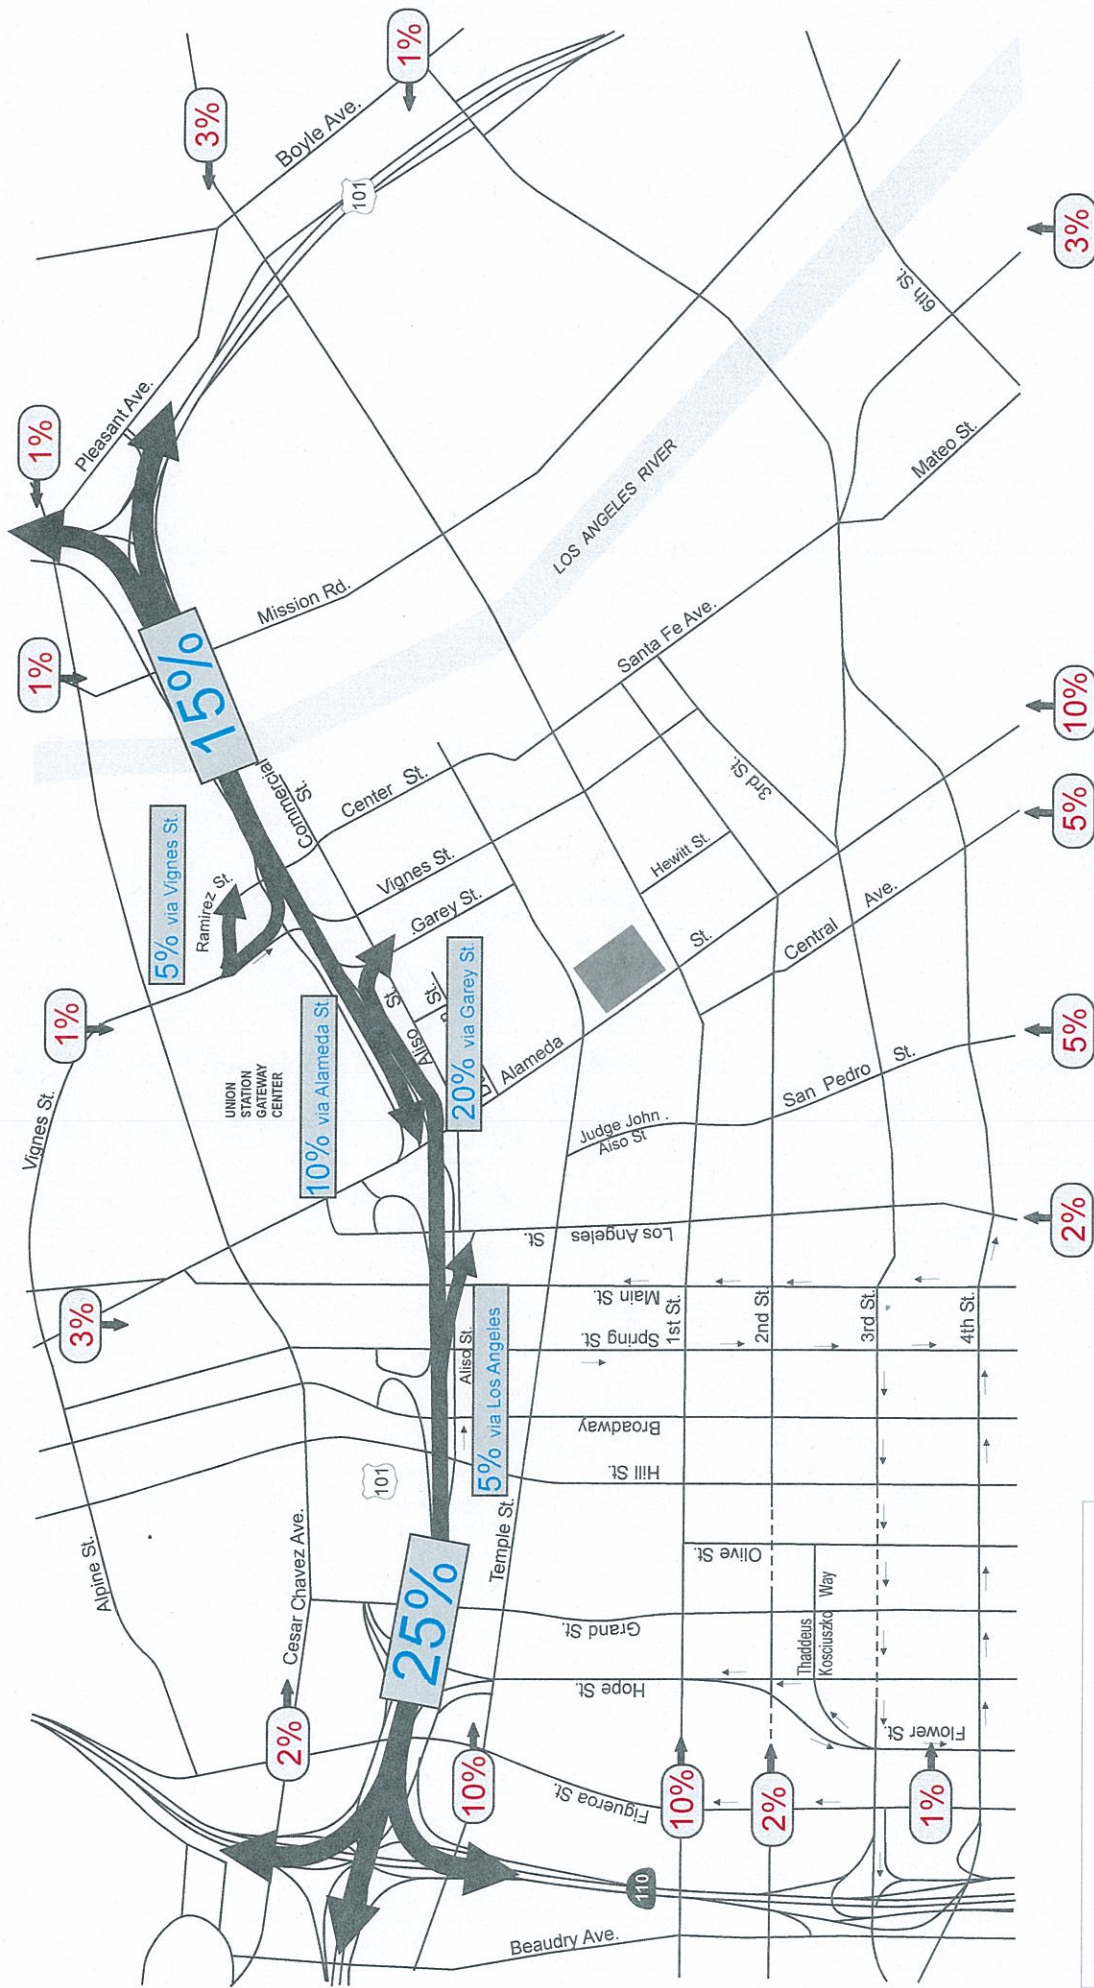 1%
3%
Boyle Ave.
101
1%
Pleasant Ave.
1%
Mission Rd.
15%
LOS ANGELES RIVER
6th St.
3%
Mateo St.
Santa Fe Ave.
10%
5%
Commercial
St.
Center St.
5% via Vignes St.
Ramirez St.
Vignes St.
Garey St.
Hewitt St.
3rd St.
Central Ave.
Vignes St.
1%
UNION
STATION
GATEWAY
CENTER
10% via Alameda St.
Aliso St.
20% via Garey St.
Alameda St.
Judge John
Aiso St
San Pedro St.
5%
2%
3%
Los Angeles St.
Main St.
Spring St.
Aliso St.
5% via Los Angeles
Broadway
Hill St.
1st St.
2nd St.
3rd St.
4th St.
101
Alpine St.
Cesar Chavez Ave.
2%
25%
Temple St.
10%
Olive St.
Grand St.
Hope St.
Thaddeus
Kosciuszko Way
Flower St.
Figueroa St.
10%
2%
1%
110
Beaudry Ave.